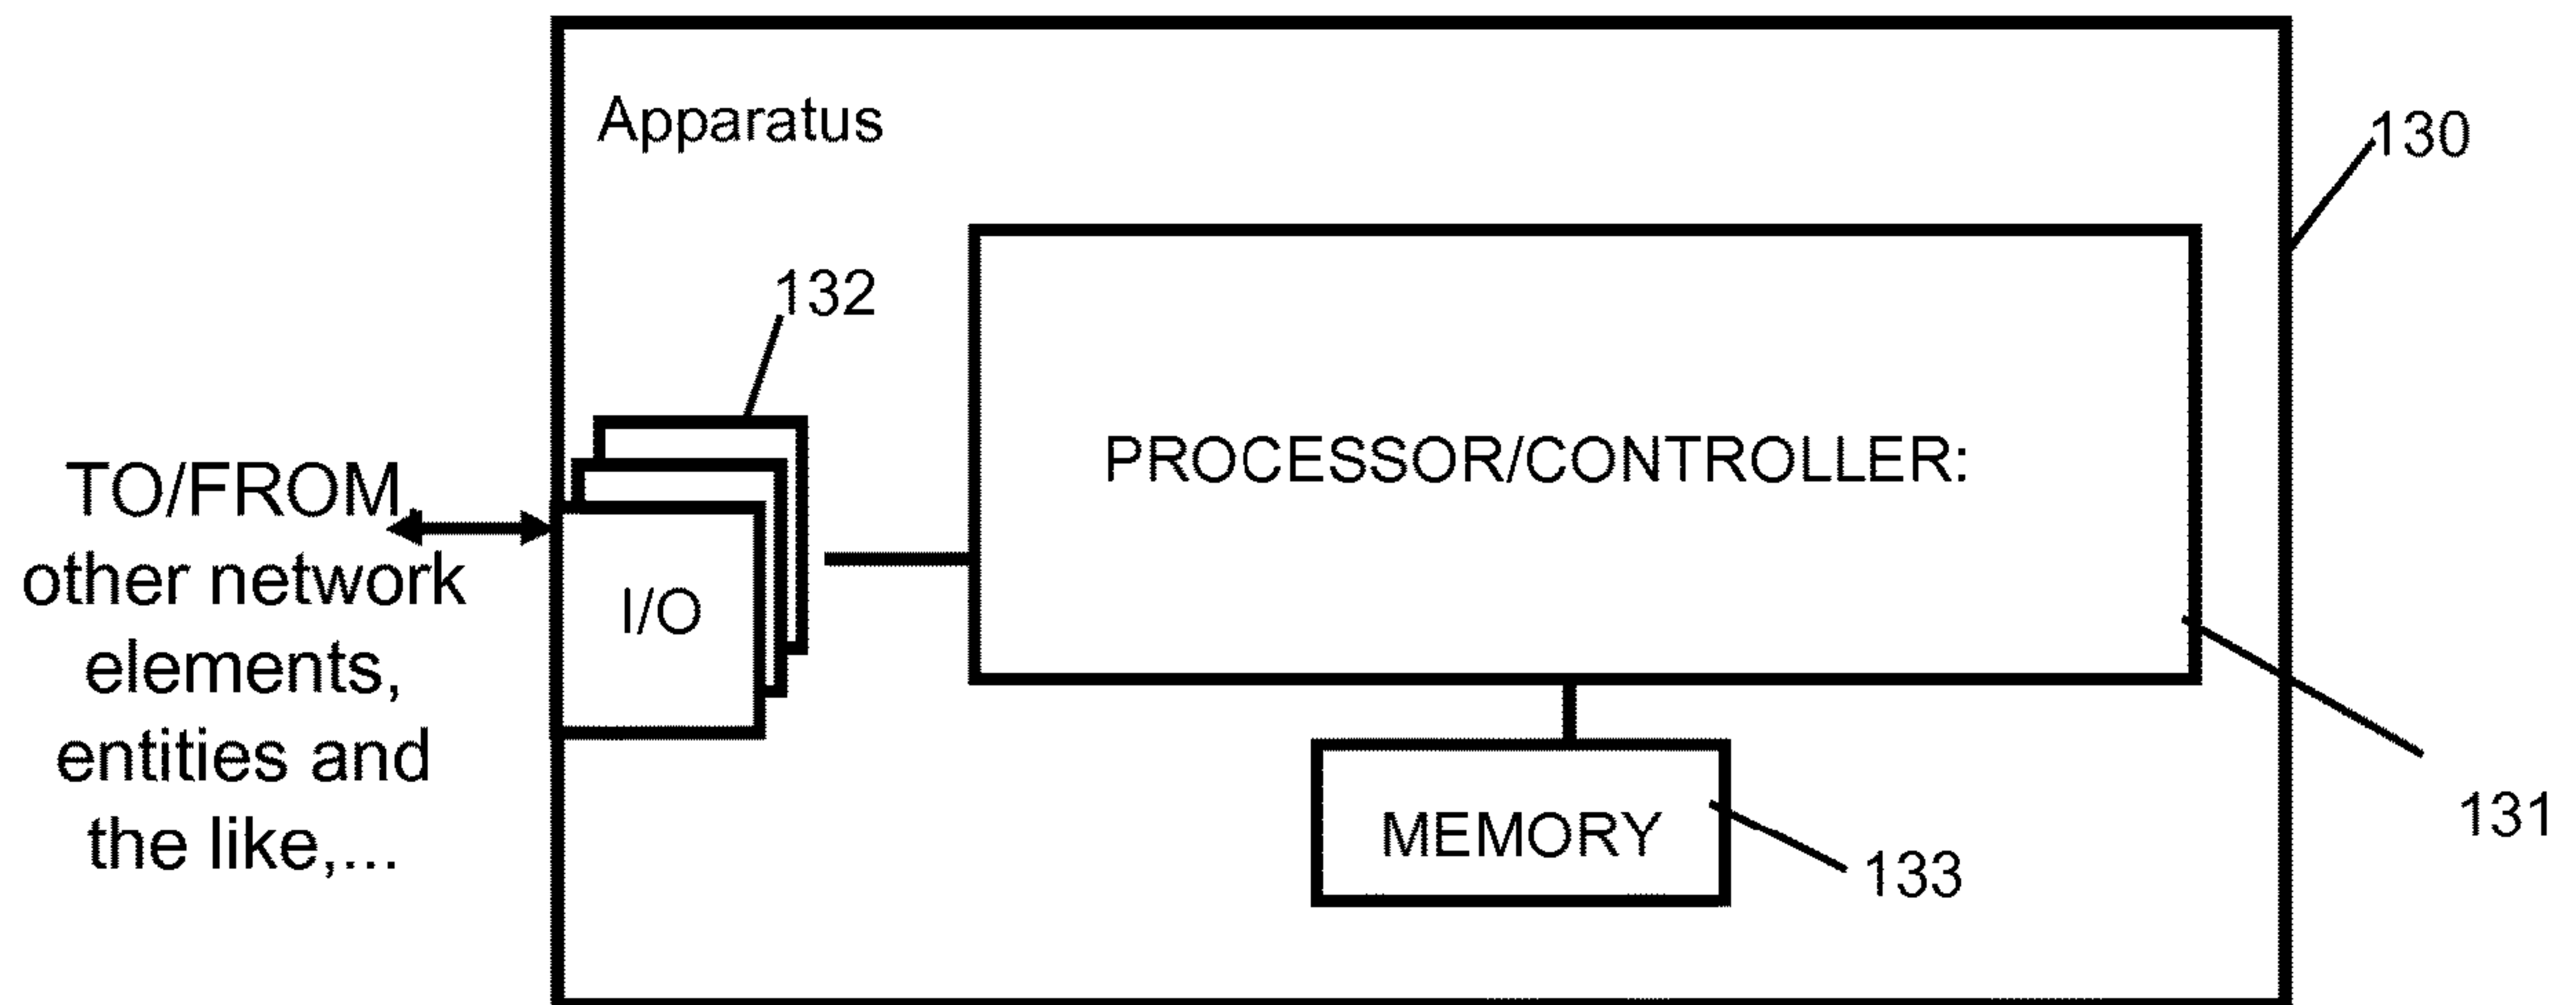 Apparatus
130
132
PROCESSOR/CONTROLLER:
TO/FROM
other network
elements,
entities and
the like,...
I/O
MEMORY
133
131